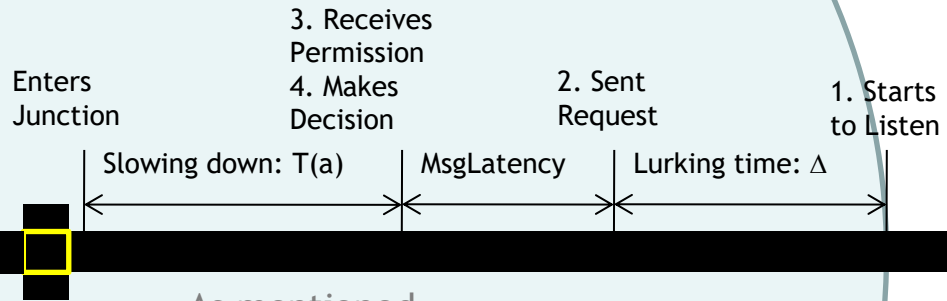 3. Receives
Permission
Enters
Junction
4. Makes
Decision
2. Sent
Request
1. Starts
to Listen
Slowing down: T(a)
MsgLatency
Lurking time: Δ
As mentioned